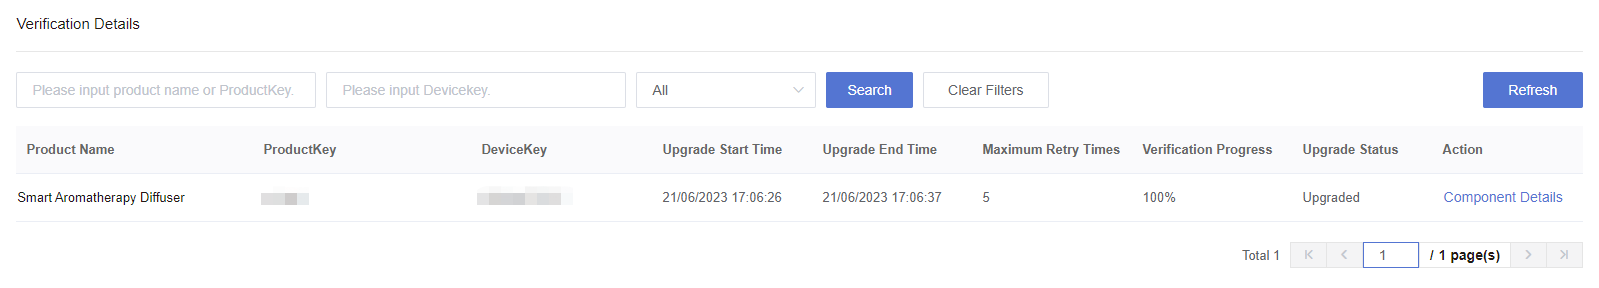 Verification Details
Please input product name or ProductKey. Please input Devicekey. All Search Clear Filters Refresh
Product Name ProductKey DeviceKey Upgrade Start Time Upgrade End Time Maximum Retry Times Verification Progress Upgrade Status Action
Smart Aromatherapy Diffuser 21/06/2023 17:06:26 21/06/2023 17:06:37 5 100% Upgraded Component Details
Total 1 1 / 1 page(s)